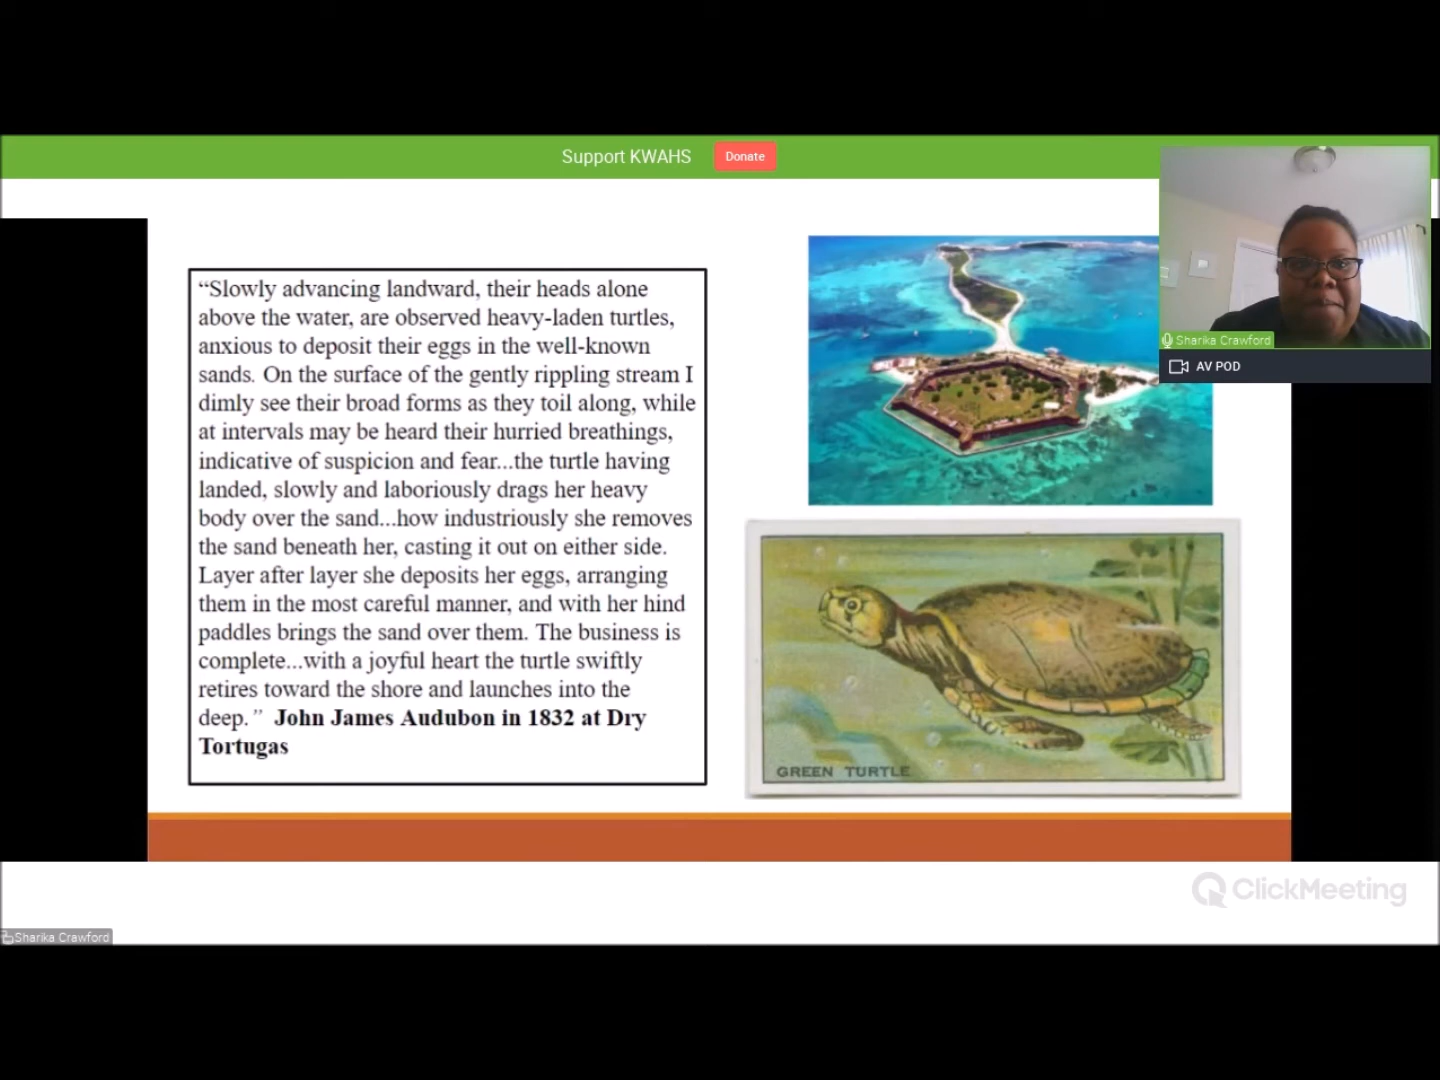 Support KWAHS
Donate
“Slowly advancing landward, their heads alone
above the water, are observed heavy-laden turtles,
anxious to deposit their eggs in the well-known
sands. On the surface of the gently rippling stream I
dimly see their broad forms as they toil along, while
at intervals may be heard their hurried breathings,
indicative of suspicion and fear...the turtle having
landed, slowly and laboriously drags her heavy
body over the sand...how industriously she removes
the sand beneath her, casting it out on either side.
Layer after layer she deposits her eggs, arranging
them in the most careful manner, and with her hind
paddles brings the sand over them. The business is
complete...with a joyful heart the turtle swiftly
retires toward the shore and launches into the
deep.” John James Audubon in 1832 at Dry
Tortugas
Sharika Crawford
AV POD
GREEN TURTLE
ClickMeeting
Sharika Crawford